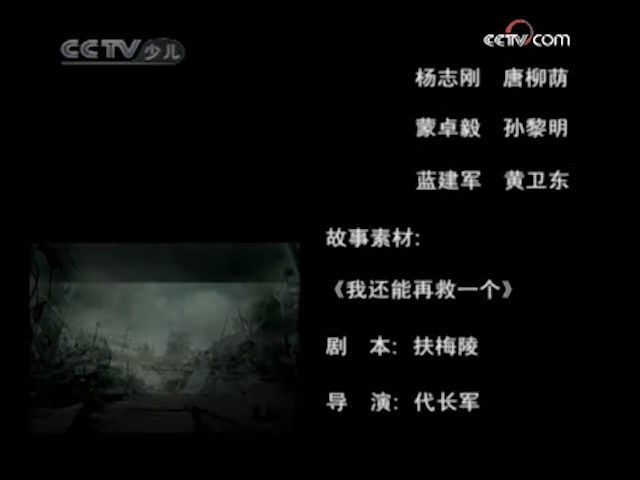 CCTV少儿
CCTV.com
杨志刚 唐柳荫
蒙卓毅 孙黎明
蓝建军 黄卫东
故事素材:
《我还能再救一个》
剧 本: 扶梅陵
导 演: 代长军